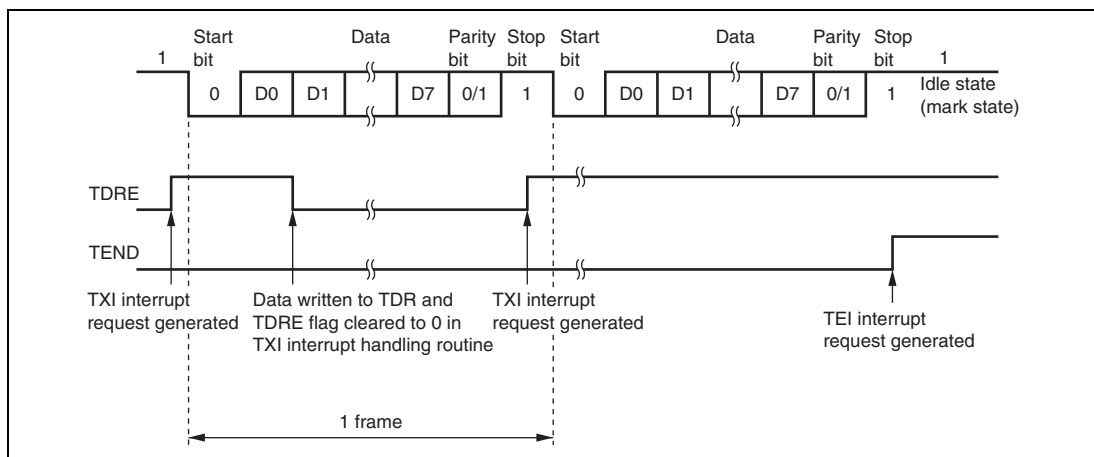 1
Start
bit
Data
Parity
bit
Stop
bit
Start
bit
Data
Parity
bit
Stop
bit
1
0 D0 D1 D7 0/1 1 0 D0 D1 D7 0/1 1
Idle state
(mark state)
TDRE
TEND
TXI interrupt
request generated
Data written to TDR and
TDRE flag cleared to 0 in
TXI interrupt handling routine
TXI interrupt
request generated
TEI interrupt
request generated
1 frame